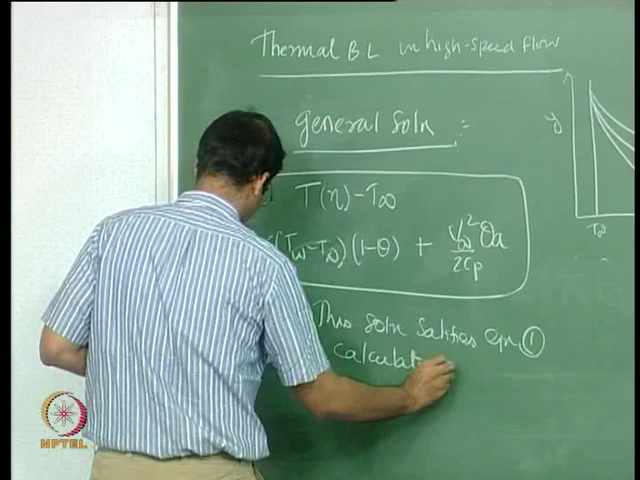 Thermal BL in high-speed flow
general soln :-
T(η) - T∞
(Tw - T∞)(1-θ) + V∞² θa
2Cp
This soln satisfies eqn ①
Calculat
y
T∞
NPTEL